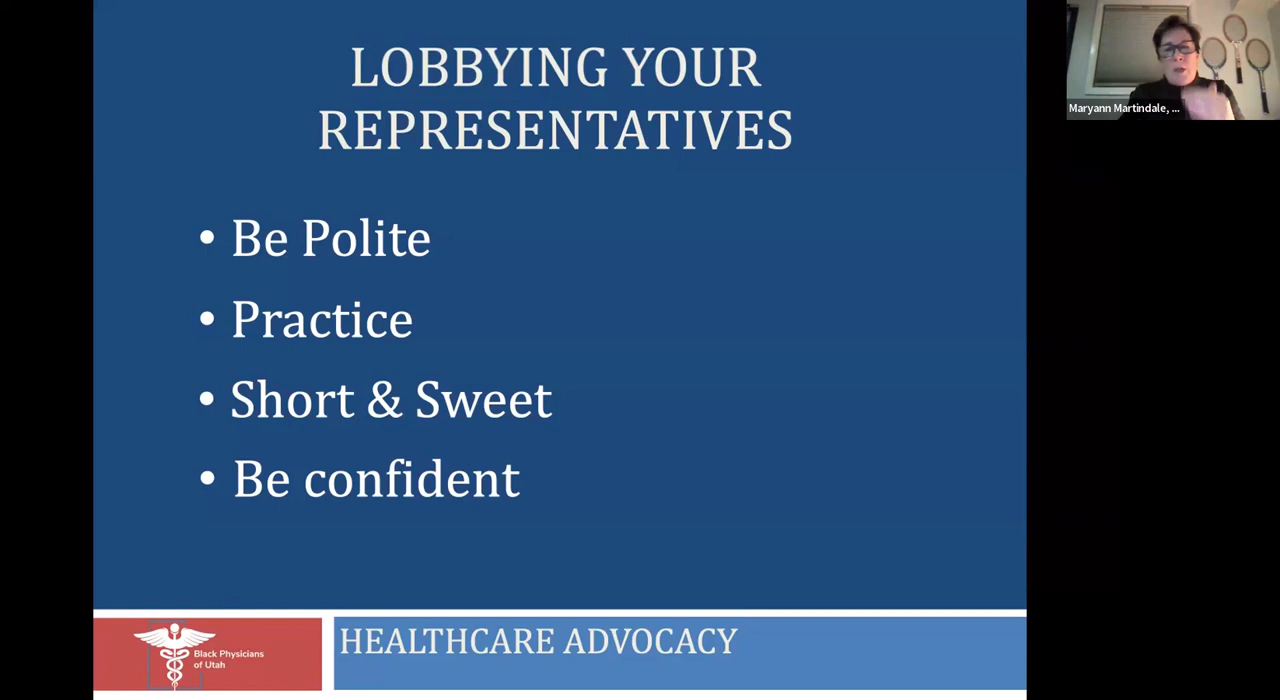 LOBBYING YOUR
REPRESENTATIVES
• Be Polite
• Practice
• Short & Sweet
• Be confident
Black Physicians
of Utah
HEALTHCARE ADVOCACY
Maryann Martindale, ...